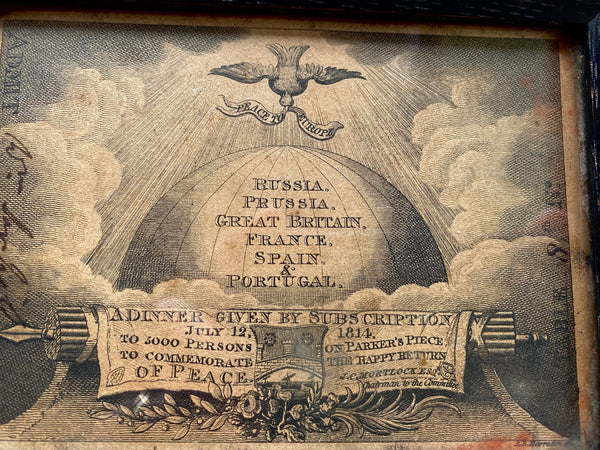 ADMIT
PEACE TO EUROPE
RUSSIA.
PRUSSIA.
GREAT BRITAIN.
FRANCE.
SPAIN.
&
PORTUGAL.
A DINNER GIVEN BY SUBSCRIPTION
JULY 12, 1814.
TO 5000 PERSONS ON PARKER'S PIECE,
TO COMMEMORATE THE HAPPY RETURN
OF PEACE.
J.C. MORTLOCK ESQ.
Chairman to the Committee